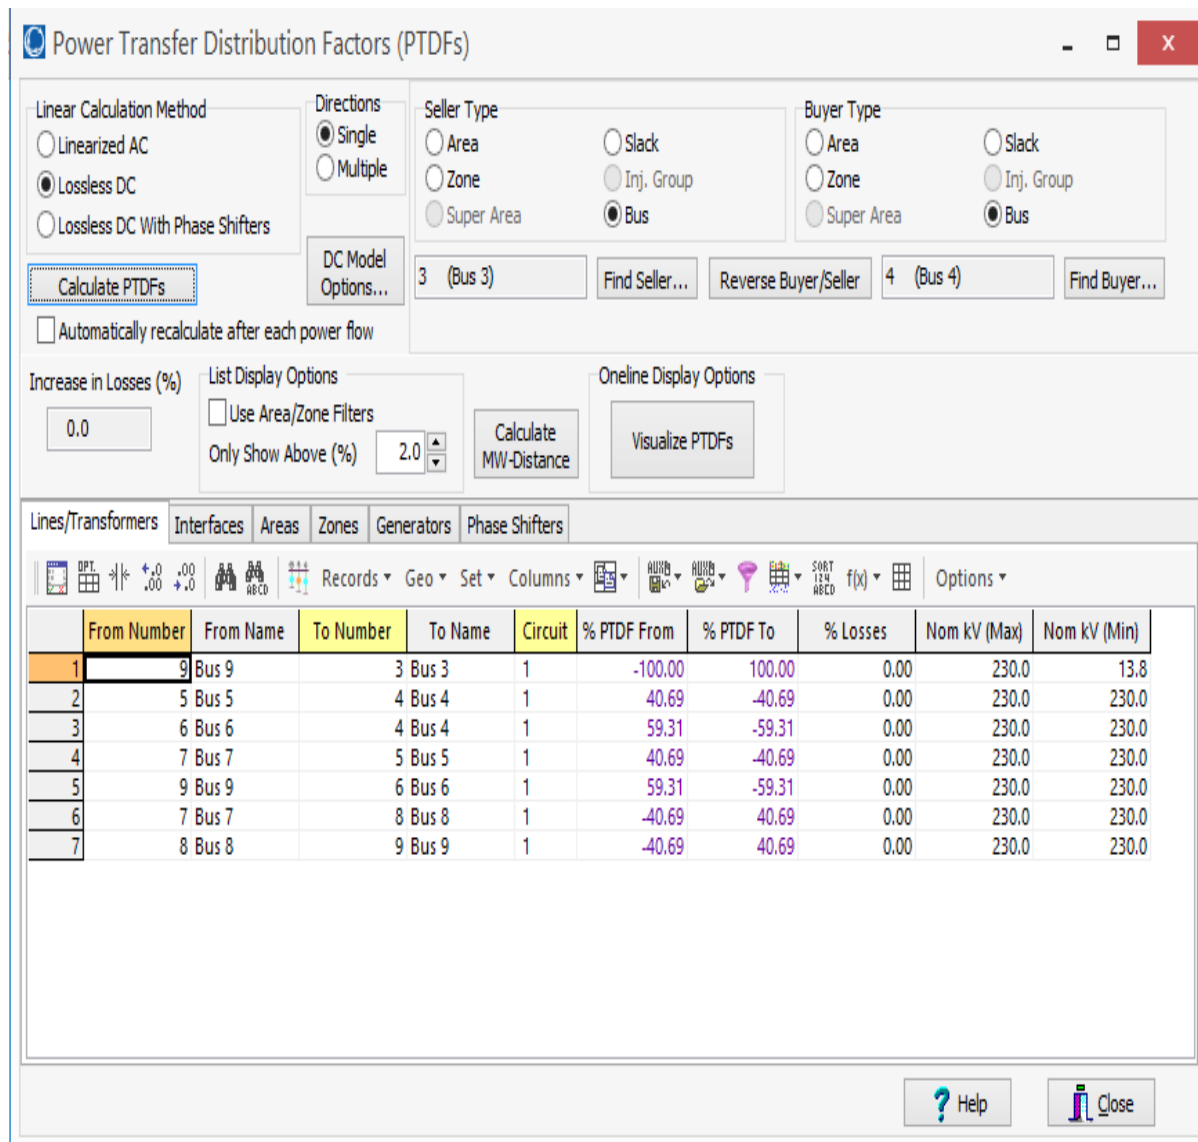 Power Transfer Distribution Factors (PTDFs)
Linear Calculation Method
Linearized AC
Lossless DC
Lossless DC With Phase Shifters
Directions
Single
Multiple
Seller Type
Area
Slack
Zone
Inj. Group
Super Area
Bus
Buyer Type
Area
Slack
Zone
Inj. Group
Super Area
Bus
Calculate PTDFs
DC Model
Options...
3 (Bus 3)
Find Seller...
Reverse Buyer/Seller
4 (Bus 4)
Find Buyer...
Automatically recalculate after each power flow
Increase in Losses (%)
0.0
List Display Options
Use Area/Zone Filters
Only Show Above (%) 2.0
Calculate
MW-Distance
Oneline Display Options
Visualize PTDFs
Lines/Transformers Interfaces Areas Zones Generators Phase Shifters
Records Geo Set Columns f(x) Options
From Number From Name To Number To Name Circuit % PTDF From % PTDF To % Losses Nom kV (Max) Nom kV (Min)
1 9 Bus 9 3 Bus 3 1 -100.00 100.00 0.00 230.0 13.8
2 5 Bus 5 4 Bus 4 1 40.69 -40.69 0.00 230.0 230.0
3 6 Bus 6 4 Bus 4 1 59.31 -59.31 0.00 230.0 230.0
4 7 Bus 7 5 Bus 5 1 40.69 -40.69 0.00 230.0 230.0
5 9 Bus 9 6 Bus 6 1 59.31 -59.31 0.00 230.0 230.0
6 7 Bus 7 8 Bus 8 1 -40.69 40.69 0.00 230.0 230.0
7 8 Bus 8 9 Bus 9 1 -40.69 40.69 0.00 230.0 230.0
Help
Close